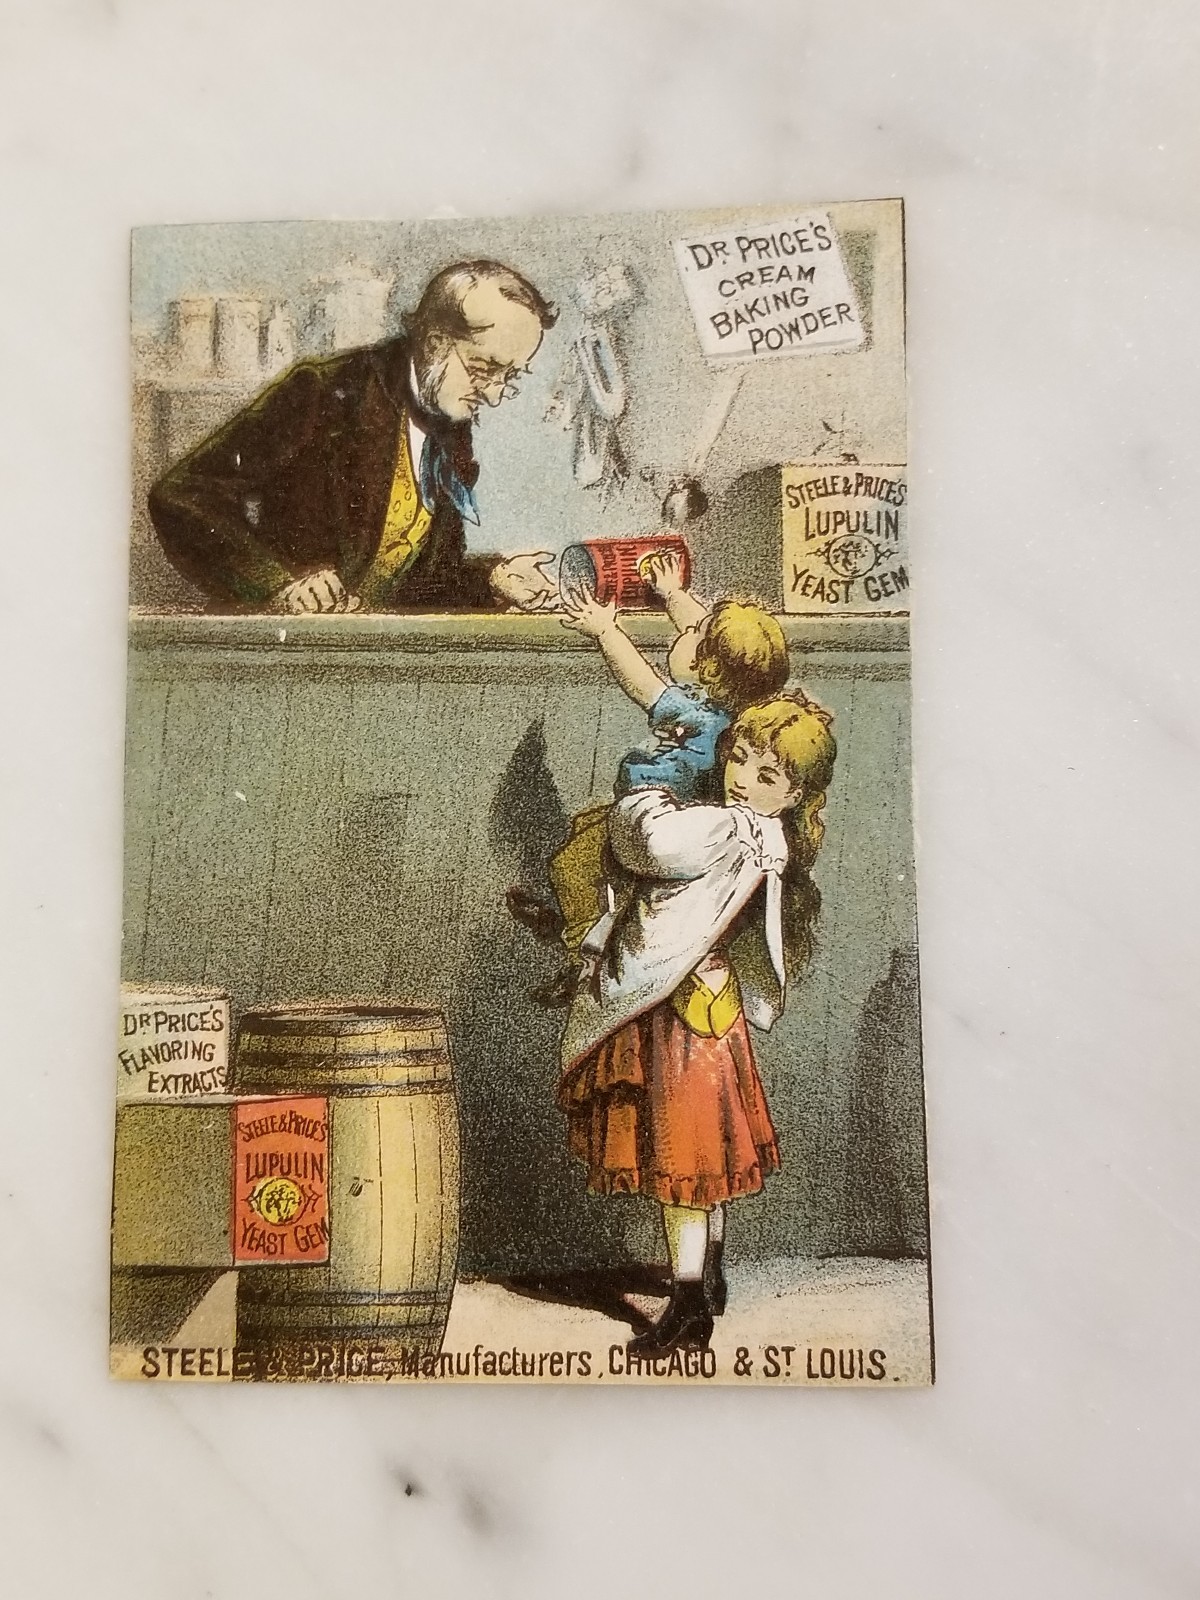 DR PRICE'S
CREAM
BAKING
POWDER
STEELE & PRICE'S
LUPULIN
YEAST GEM
LUPULIN
DR PRICE'S
FLAVORING
EXTRACTS
STEELE & PRICE'S
LUPULIN
YEAST GEM
STEELE & PRICE, Manufacturers, CHICAGO & ST LOUIS.